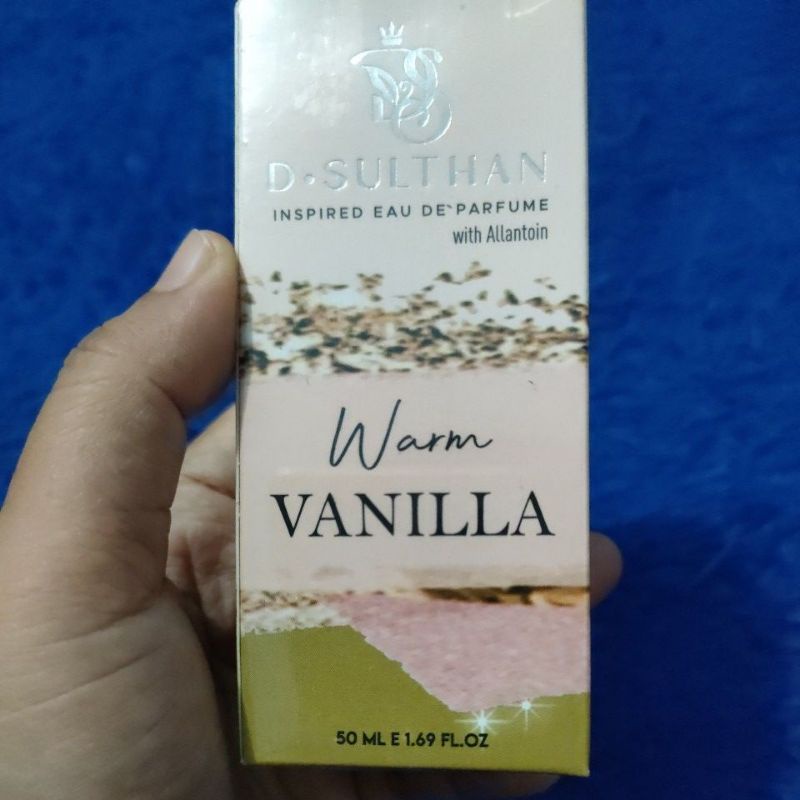 D•SULTHAN
INSPIRED EAU DE PARFUME
with Allantoin
Warm
VANILLA
50 ML E 1.69 FL.OZ